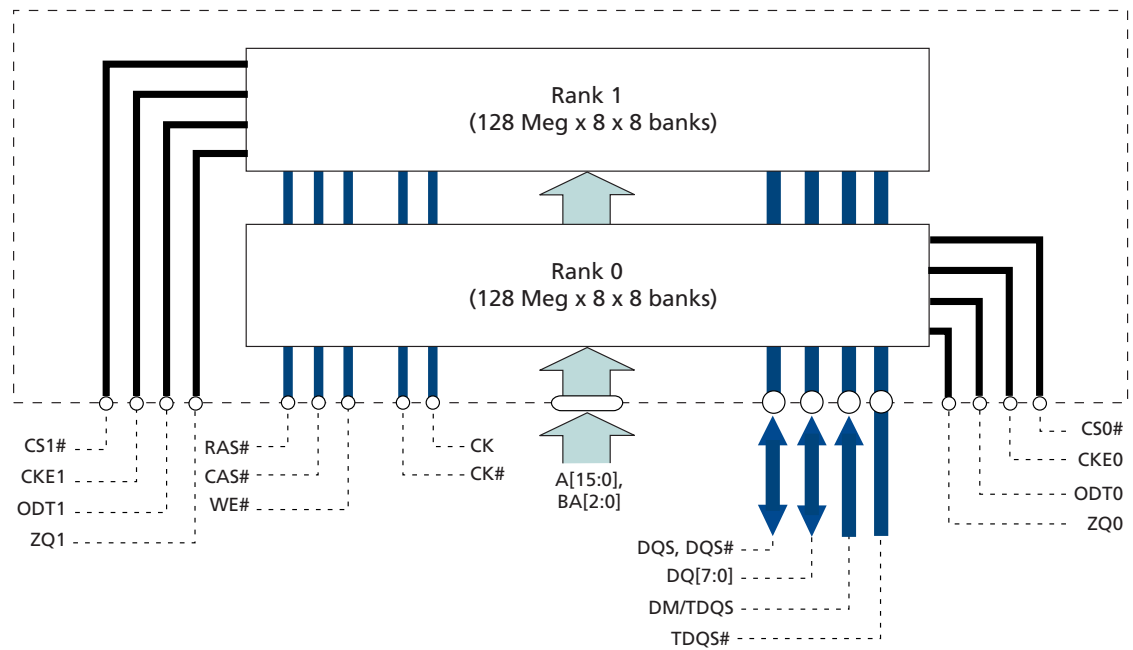 Rank 1
(128 Meg x 8 x 8 banks)
Rank 0
(128 Meg x 8 x 8 banks)
CS1#
CKE1
ODT1
ZQ1
RAS#
CAS#
WE#
CK
CK#
A[15:0],
BA[2:0]
DQS, DQS#
DQ[7:0]
DM/TDQS
TDQS#
CS0#
CKE0
ODT0
ZQ0